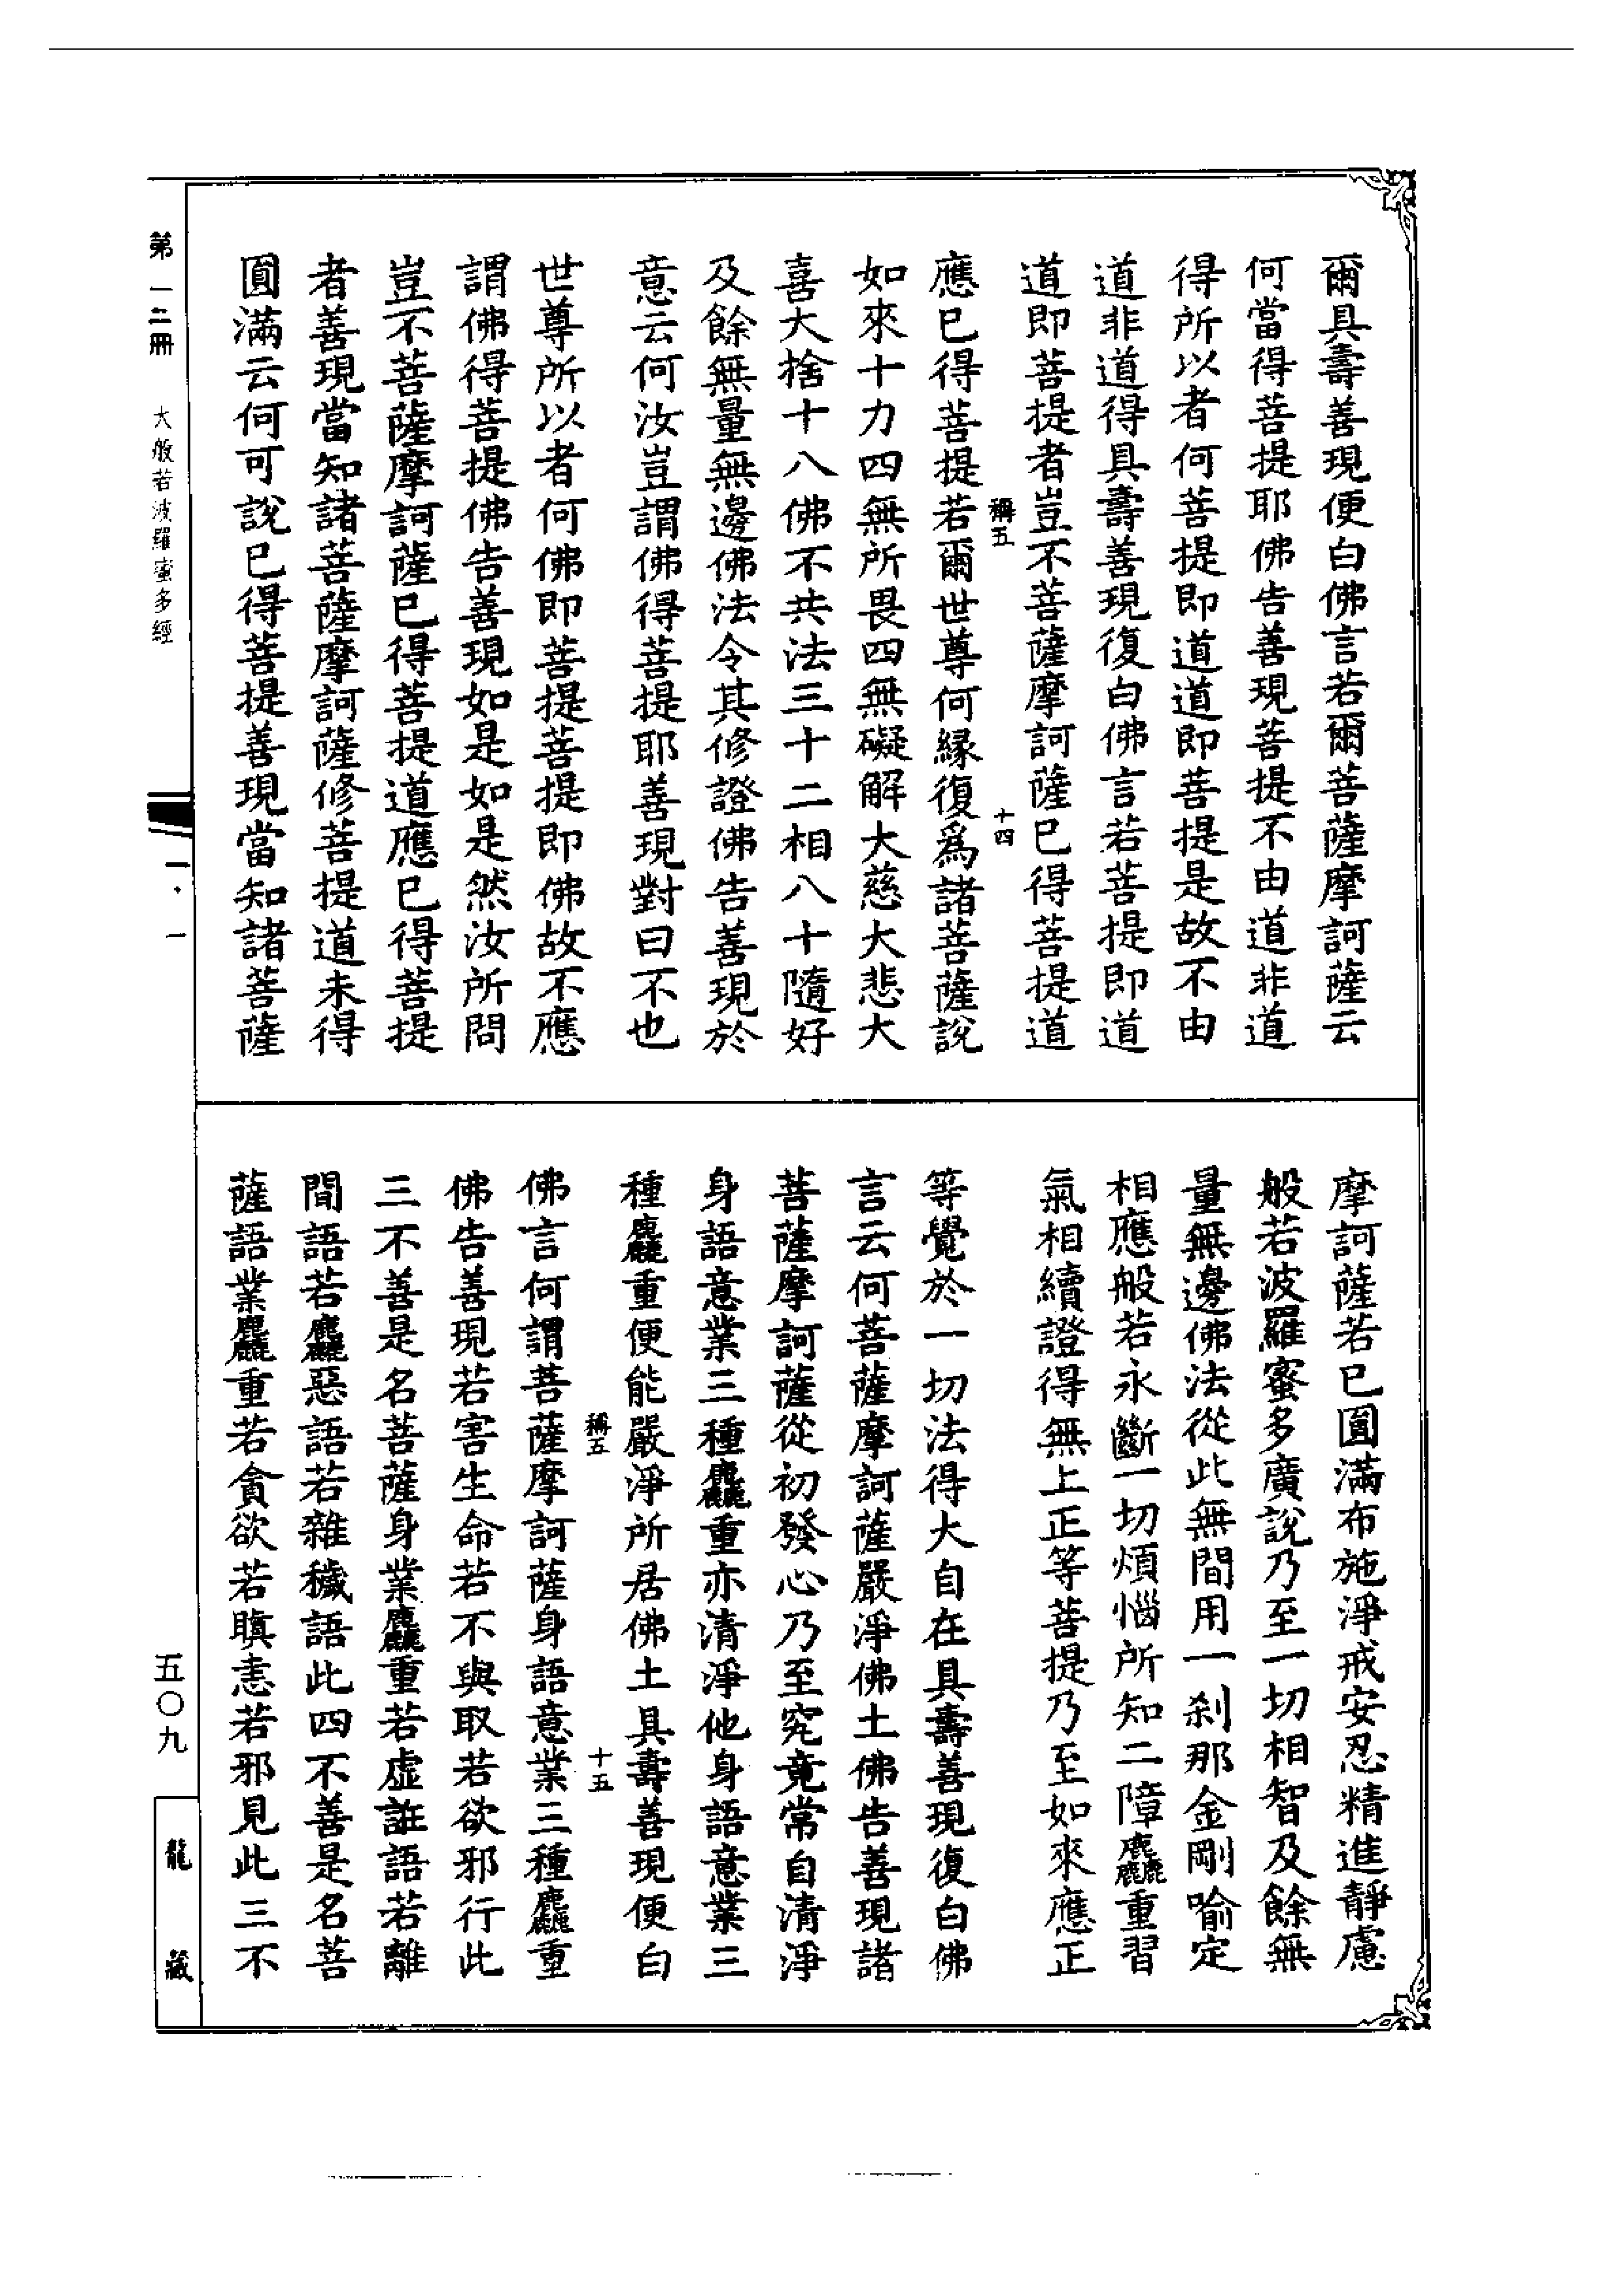 爾具壽善現便白佛言若爾菩薩摩訶薩云
何當得菩提耶佛告善現菩提不由道非道
得所以者何菩提即道道即菩提是故不由
道非道得具壽善現復白佛言若菩提即道
道即菩提者豈不菩薩摩訶薩已得菩提道
稱五 十四
應已得菩提若爾世尊何緣復為諸菩薩說
如來十力四無所畏四無礙解大慈大悲大
喜大捨十八佛不共法三十二相八十隨好
及餘無量無邊佛法令其修證佛告善現於
意云何汝豈謂佛得菩提耶善現對曰不也
世尊所以者何佛即菩提菩提即佛故不應
謂佛得菩提佛告善現如是如是然汝所問
豈不菩薩摩訶薩已得菩提道應已得菩提
者善現當知諸菩薩摩訶薩修菩提道未得
圓滿云何可說已得菩提善現當知諸菩薩
摩訶薩若已圓滿布施淨戒安忍精進靜慮
般若波羅蜜多廣說乃至一切相智及餘無
量無邊佛法從此無間用一剎那金剛喻定
相應般若永斷一切煩惱所知二障麤重習
氣相續證得無上正等菩提乃至如來應正
等覺於一切法得大自在具壽善現復白佛
言云何菩薩摩訶薩嚴淨佛土佛告善現諸
菩薩摩訶薩從初發心乃至究竟常自清淨
身語意業三種麤重亦清淨他身語意業三
種麤重便能嚴淨所居佛土具壽善現便白
稱五 十五
佛言何謂菩薩摩訶薩身語意業三種麤重
佛告善現若害生命若不與取若欲邪行此
三不善是名菩薩身業麤重若虛誑語若離
間語若麤惡語若雜穢語此四不善是名菩
薩語業麤重若貪欲若瞋恚若邪見此三不
第一二冊 大般若波羅蜜多經
一·一
五〇九
龍藏